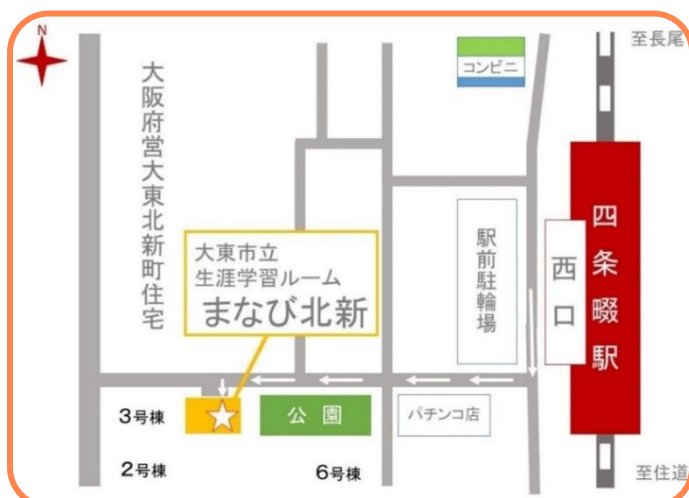 N
至長尾
コンビニ
大阪府営大東北新町住宅
四条畷駅
西口
駅前駐輪場
大東市立
生涯学習ルーム
まなび北新
3号棟
公園
パチンコ店
2号棟
6号棟
至住道